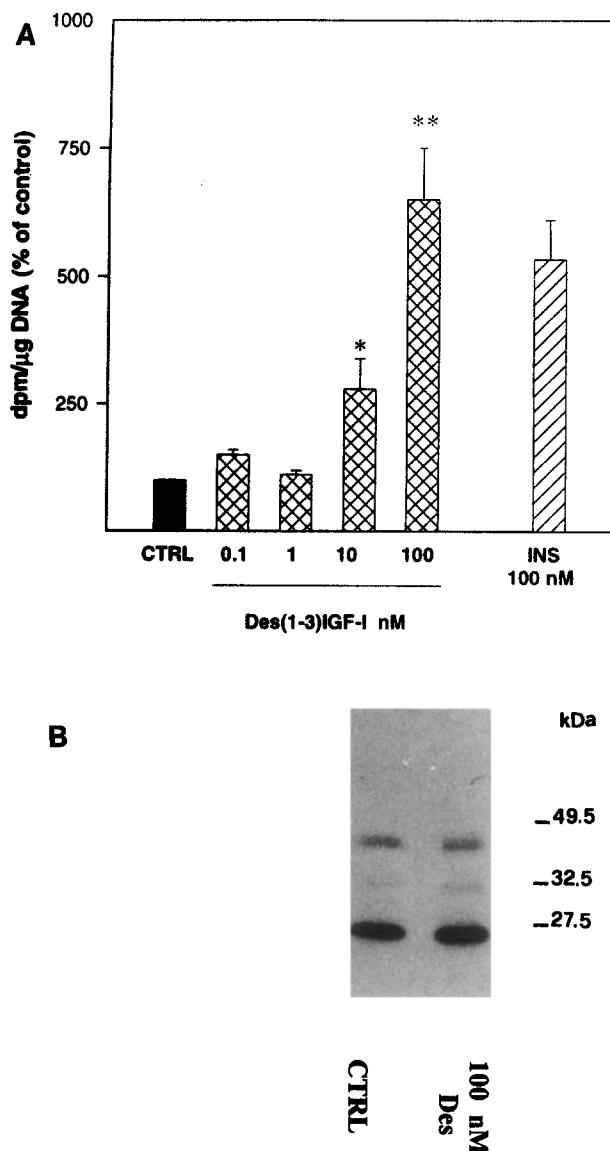 A
1000
750
500
250
dpm/µg DNA (% of control)
*
**
CTRL 0.1 1 10 100 INS
100 nM
Des(1-3)IGF-I nM
B
kDa
49.5
32.5
27.5
CTRL
100 nM
Des